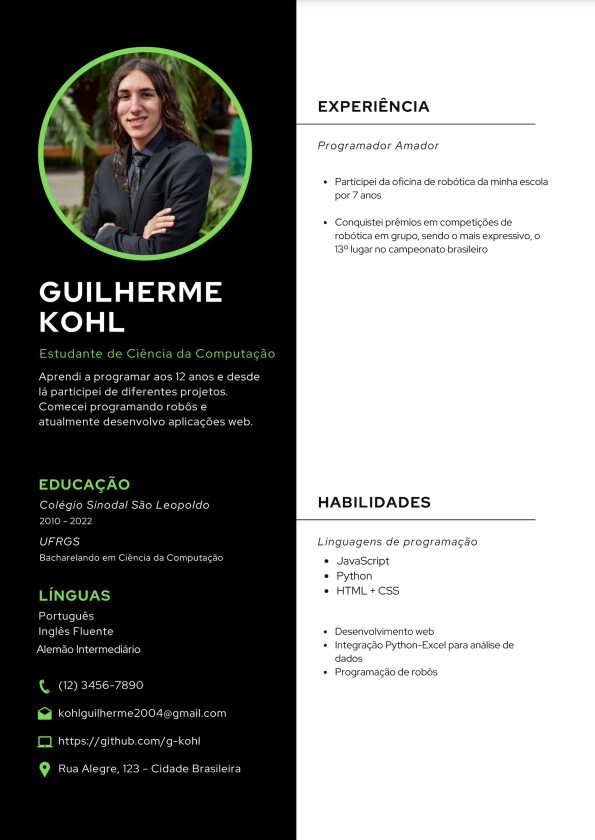 GUILHERME
KOHL
Estudante de Ciência da Computação
Aprendi a programar aos 12 anos e desde
lá participei de diferentes projetos.
Comecei programando robôs e
atualmente desenvolvo aplicações web.
EDUCAÇÃO
Colégio Sinodal São Leopoldo
2010 - 2022
UFRGS
Bacharelando em Ciência da Computação
LÍNGUAS
Português
Inglês Fluente
Alemão Intermediário
(12) 3456-7890
kohlguilherme2004@gmail.com
https://github.com/g-kohl
Rua Alegre, 123 - Cidade Brasileira
EXPERIÊNCIA
Programador Amador
• Participei da oficina de robótica da minha escola
por 7 anos
• Conquistei prêmios em competições de
robótica em grupo, sendo o mais expressivo, o
13º lugar no campeonato brasileiro
HABILIDADES
Linguagens de programação
• JavaScript
• Python
• HTML + CSS
• Desenvolvimento web
• Integração Python-Excel para análise de
dados
• Programação de robôs